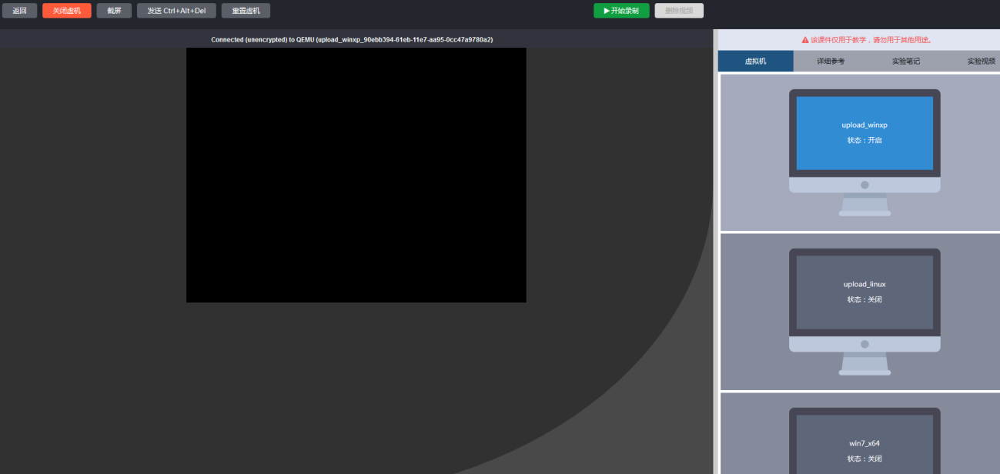 返回 关闭虚机 截屏 发送 Ctrl+Alt+Del 重置虚机 开始录制 删除视频
Connected (unencrypted) to QEMU (upload_winxp_90ebb394-61eb-11e7-aa95-0cc47a9780a2)
该课件仅用于教学，请勿用于其他用途。
虚拟机 详细参考 实验笔记 实验视频
upload_winxp
状态：开启
upload_linux
状态：关闭
win7_x64
状态：关闭